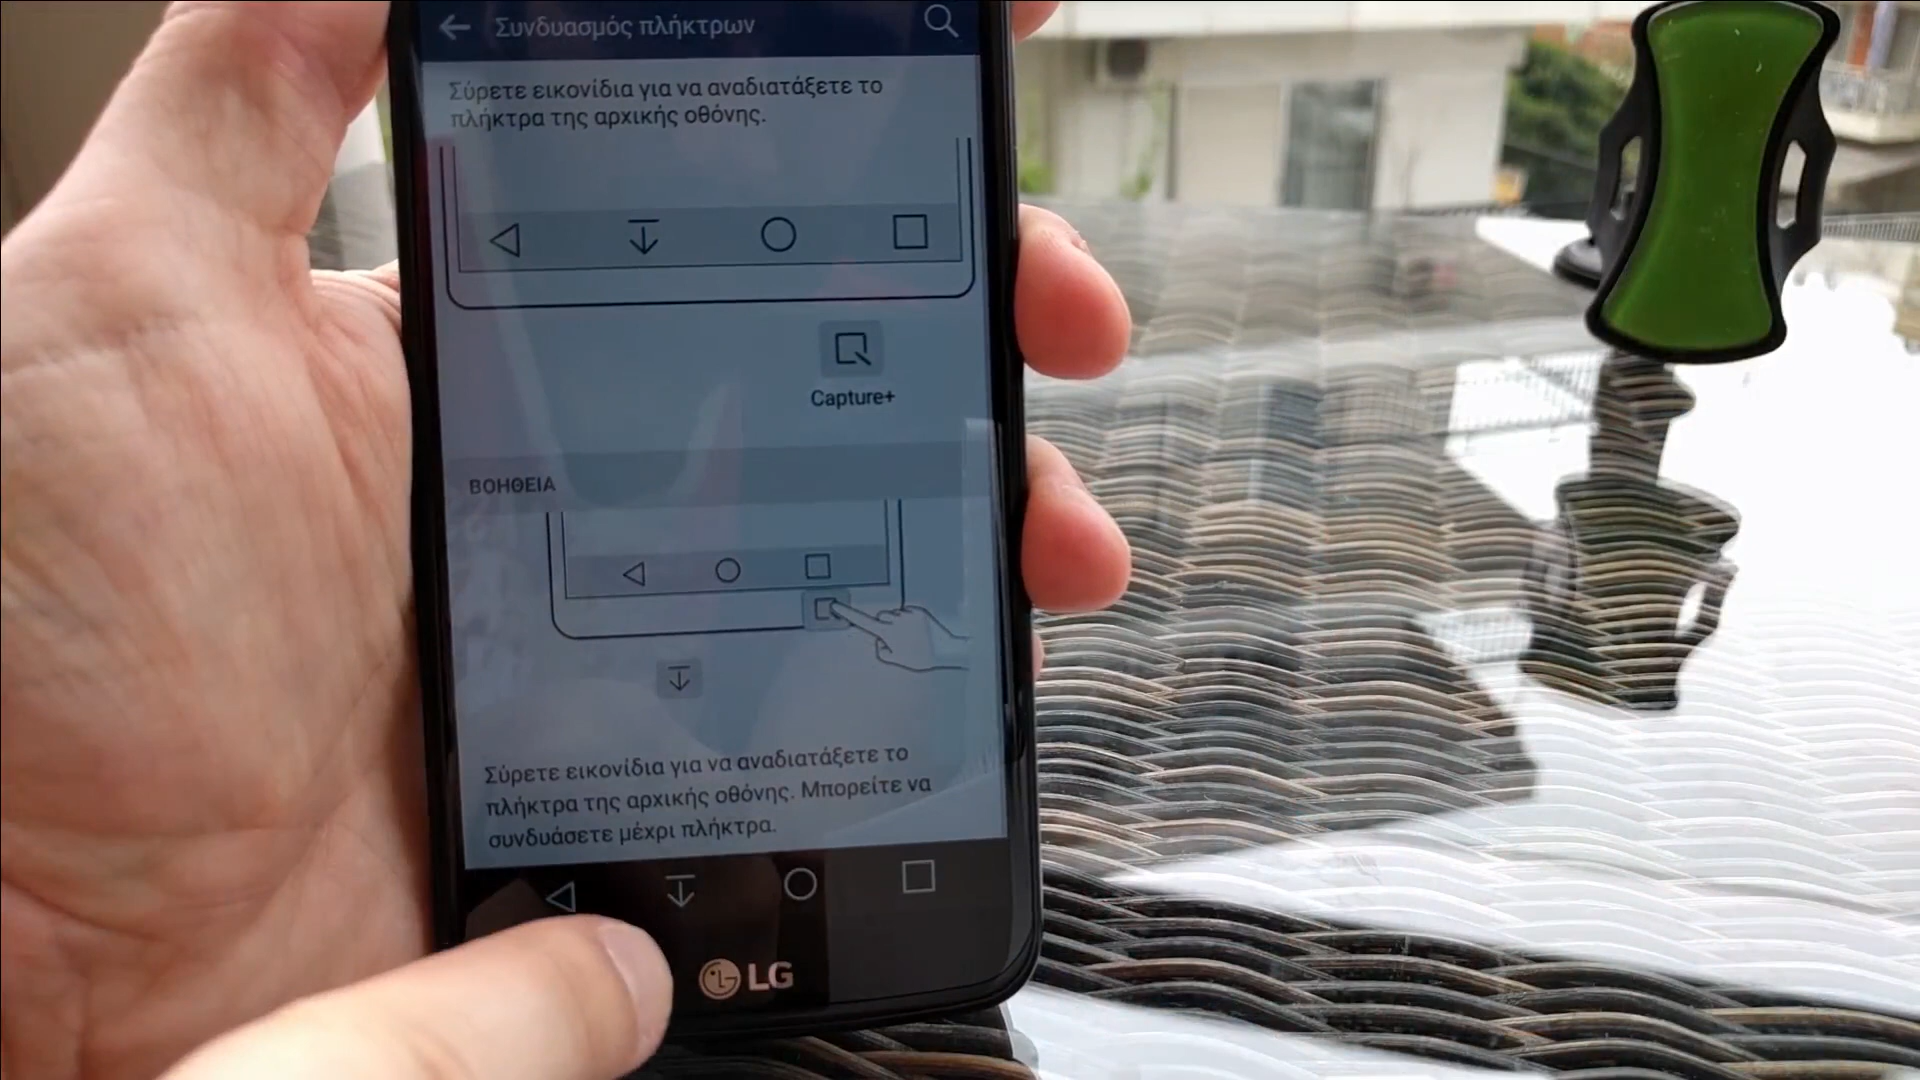 Συνδυασμός πλήκτρων
Σύρετε εικονίδια για να αναδιατάξετε το
πλήκτρα της αρχικής οθόνης.
Capture+
ΒΟΗΘΕΙΑ
Σύρετε εικονίδια για να αναδιατάξετε το
πλήκτρα της αρχικής οθόνης. Μπορείτε να
συνδυάσετε μέχρι πλήκτρα.
LG